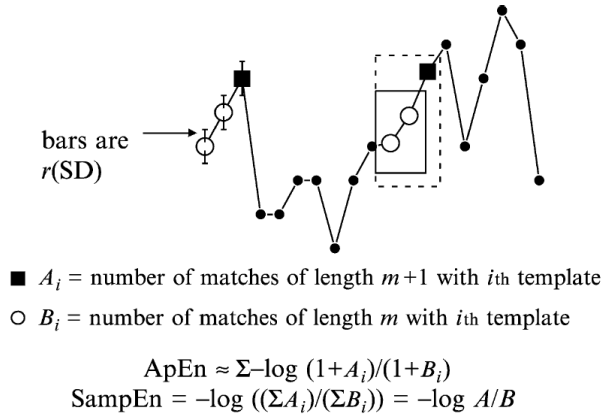 bars are
r(SD)
■ Aᵢ = number of matches of length m+1 with ith template
○ Bᵢ = number of matches of length m with ith template
ApEn ≈ Σ–log (1+Aᵢ)/(1+Bᵢ)
SampEn = –log ((ΣAᵢ)/(ΣBᵢ)) = –log A/B